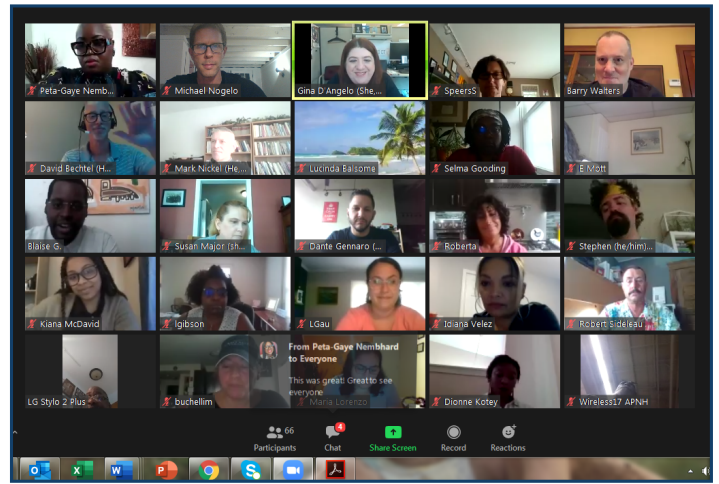 Peta-Gaye Nemb...
Michael Nogelo
Gina D'Angelo (She,...
SpeersS
Barry Walters
David Bechtel (H...
Mark Nickel (He,...
Lucinda Balsome
Selma Gooding
E Mott
Blaise G.
Susan Major (sh...
Dante Gennaro (...
Roberta
Stephen (he/him)...
Kiana McDavid
lgibson
LGau
Idiana Velez
Robert Sideleau
From Peta-Gaye Nembhard
to Everyone
This was great! Great to see
everyone
LG Stylo 2 Plus
buchellim
Maria Lorenzo
Dionne Kotey
Wireless17 APNH
66
4
Participants
Chat
Share Screen
Record
Reactions